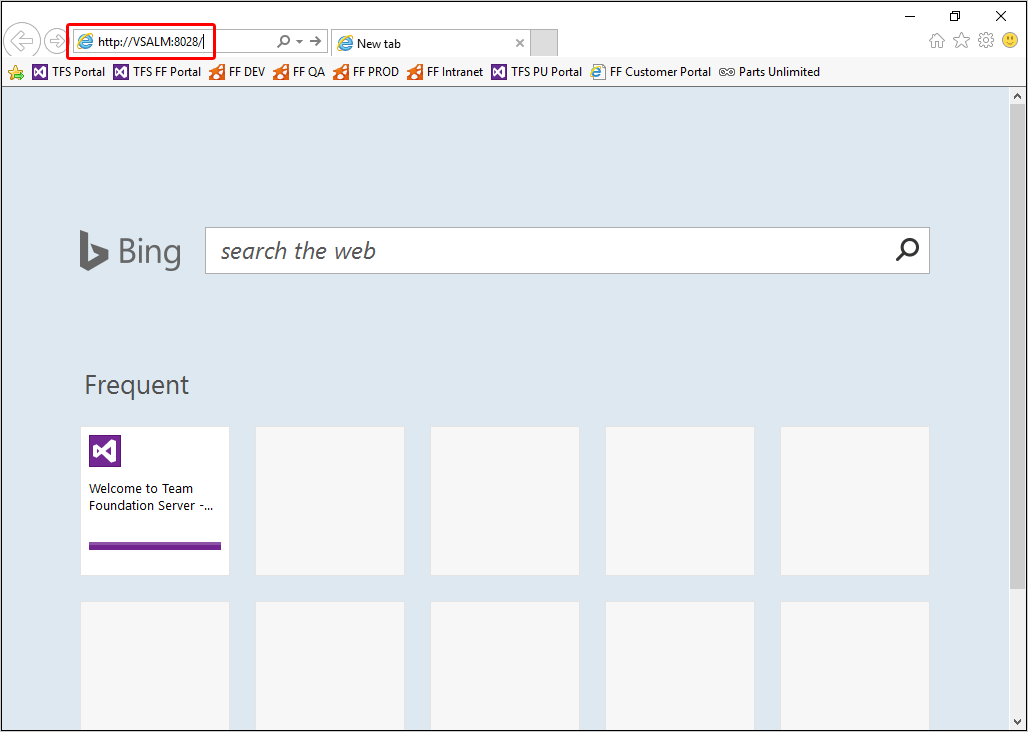 http://VSALM:8028/
New tab
TFS Portal TFS FF Portal FF DEV FF QA FF PROD FF Intranet TFS PU Portal FF Customer Portal Parts Unlimited
Bing
search the web
Frequent
Welcome to Team
Foundation Server -...